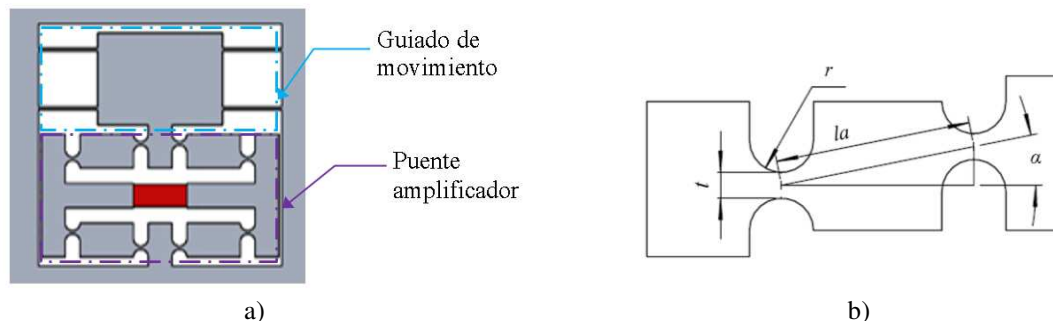 Guiado de
movimiento
Puente
amplificador
r
la
t
α
a)
b)